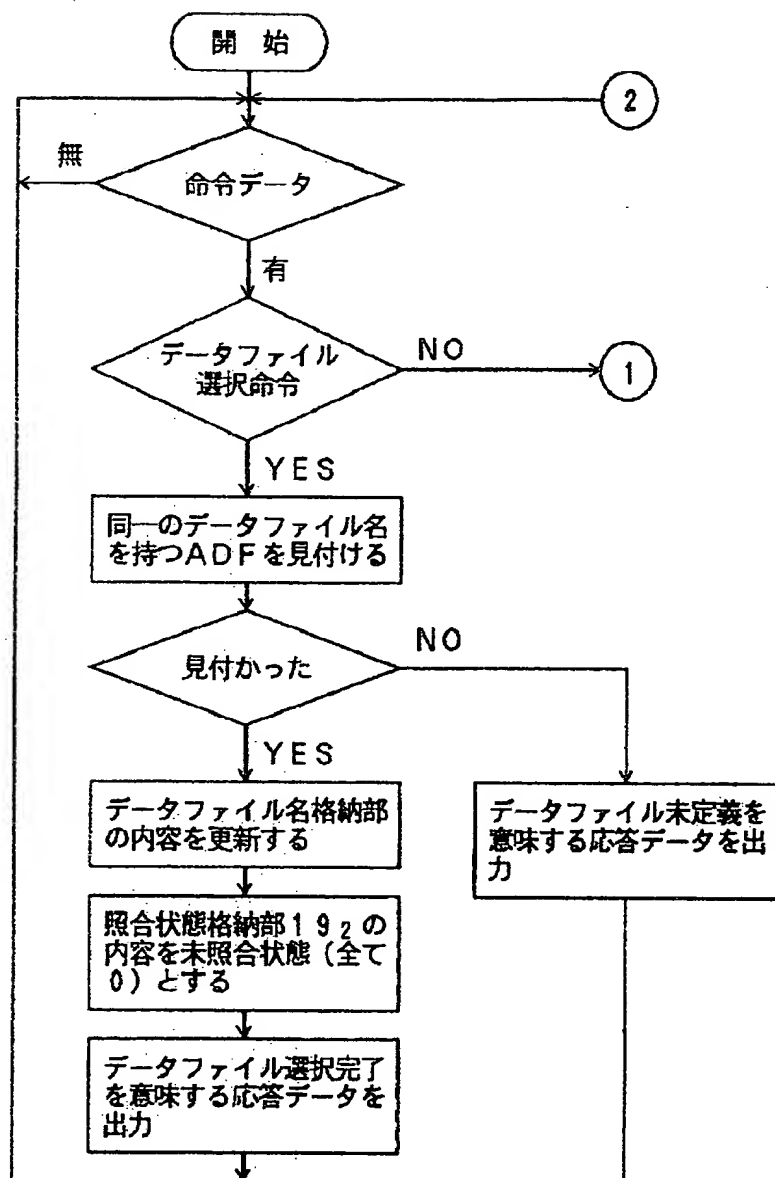 開 始
2
無
命令データ
有
データファイル
選択命令
NO
1
YES
同一のデータファイル名
を持つADFを見付ける
見付かった
NO
YES
データファイル名格納部
の内容を更新する
データファイル未定義を
意味する応答データを出
力
照合状態格納部19₂の
内容を未照合状態（全て
0）とする
データファイル選択完了
を意味する応答データを
出力